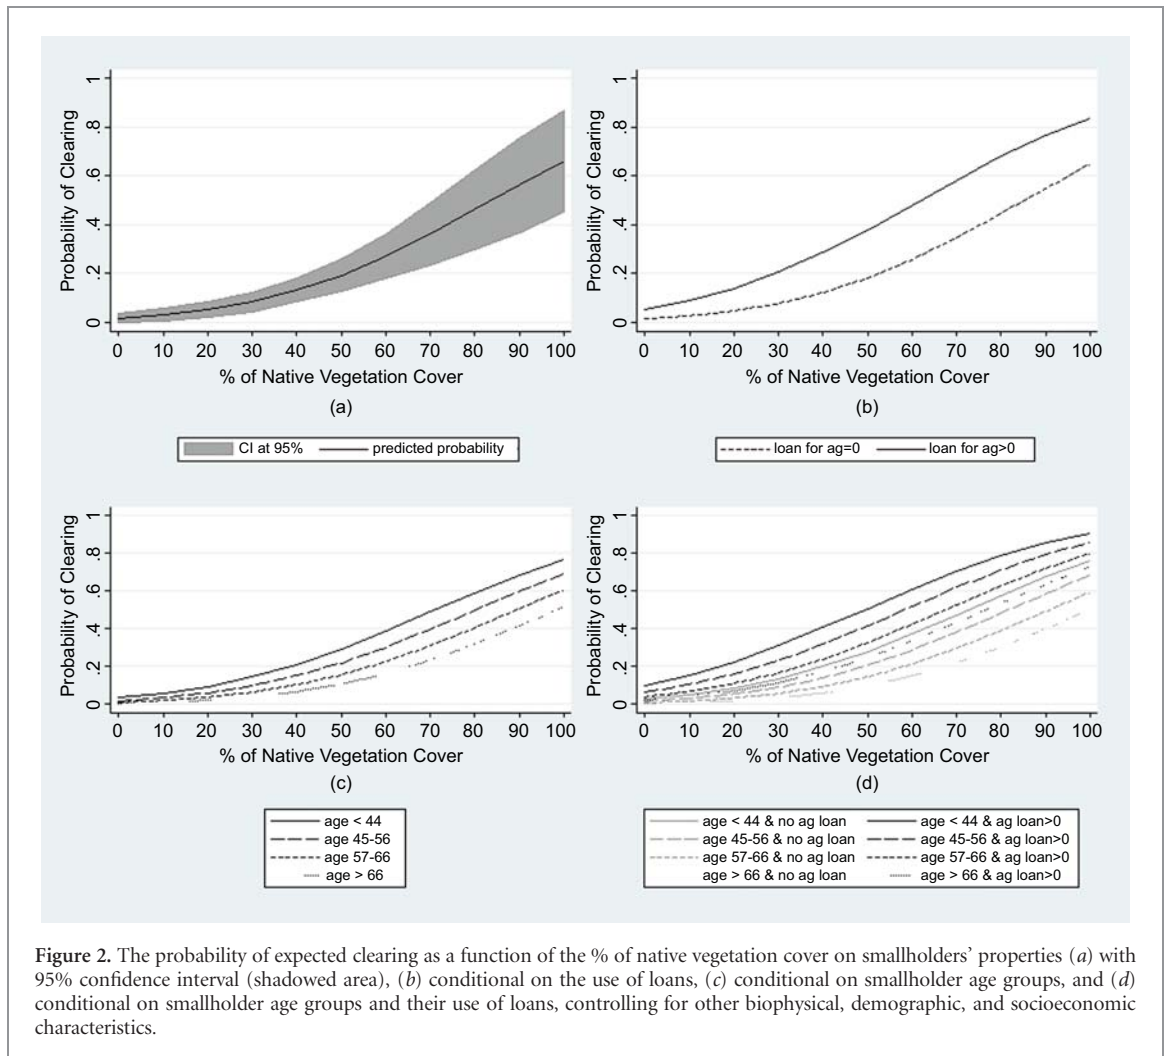 Probability of Clearing
1
.8
.6
.4
.2
0
0 10 20 30 40 50 60 70 80 90 100
% of Native Vegetation Cover
(a)
CI at 95% predicted probability
Probability of Clearing
1
.8
.6
.4
.2
0
0 10 20 30 40 50 60 70 80 90 100
% of Native Vegetation Cover
(b)
loan for ag=0 loan for ag>0
Probability of Clearing
1
.8
.6
.4
.2
0
0 10 20 30 40 50 60 70 80 90 100
% of Native Vegetation Cover
(c)
age < 44
age 45-56
age 57-66
age > 66
Probability of Clearing
1
.8
.6
.4
.2
0
0 10 20 30 40 50 60 70 80 90 100
% of Native Vegetation Cover
(d)
age < 44 & no ag loan age < 44 & ag loan>0
age 45-56 & no ag loan age 45-56 & ag loan>0
age 57-66 & no ag loan age 57-66 & ag loan>0
age > 66 & no ag loan age > 66 & ag loan>0
Figure 2. The probability of expected clearing as a function of the % of native vegetation cover on smallholders' properties (a) with
95% confidence interval (shadowed area), (b) conditional on the use of loans, (c) conditional on smallholder age groups, and (d)
conditional on smallholder age groups and their use of loans, controlling for other biophysical, demographic, and socioeconomic
characteristics.